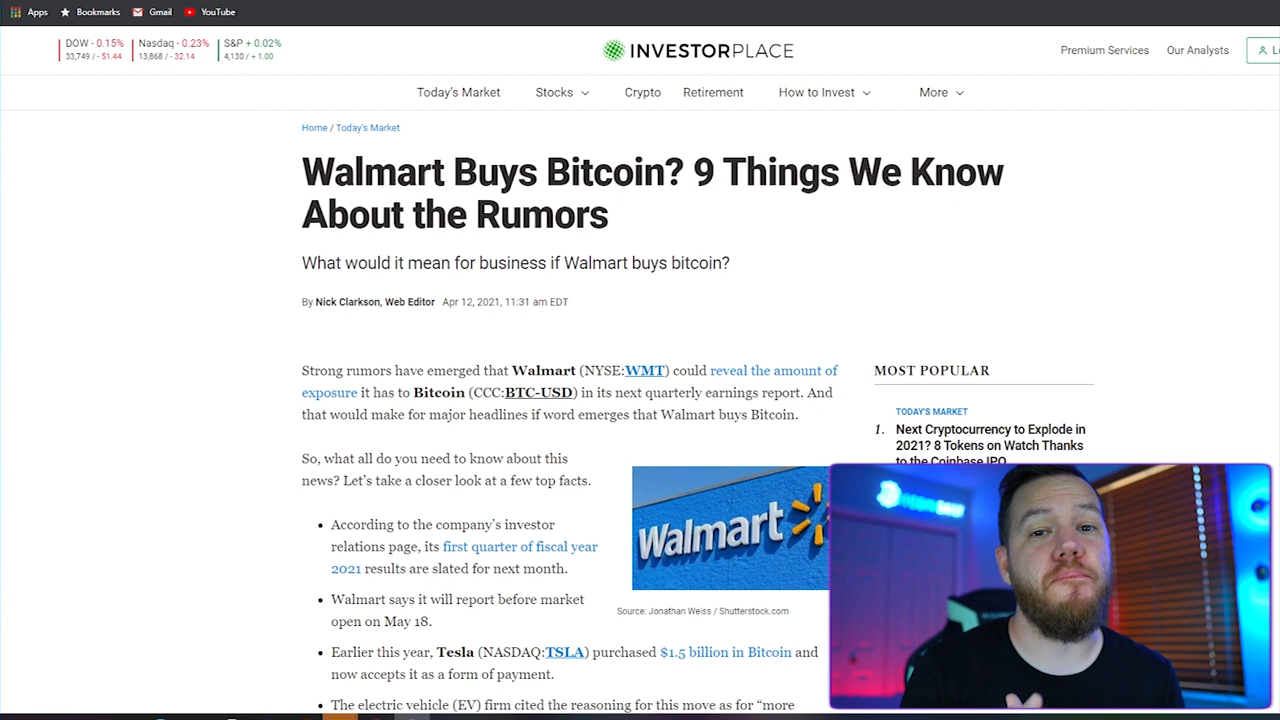 Apps Bookmarks Gmail YouTube
DOW - 0.15% Nasdaq - 0.23% S&P + 0.02%
33,749 / - 51.44 13,868 / - 32.14 4,130 / + 1.00
INVESTORPLACE
Premium Services Our Analysts
Today's Market Stocks Crypto Retirement How to Invest More
Home / Today's Market
Walmart Buys Bitcoin? 9 Things We Know
About the Rumors
What would it mean for business if Walmart buys bitcoin?
By Nick Clarkson, Web Editor Apr 12, 2021, 11:31 am EDT
Strong rumors have emerged that Walmart (NYSE:WMT) could reveal the amount of
exposure it has to Bitcoin (CCC:BTC-USD) in its next quarterly earnings report. And
that would make for major headlines if word emerges that Walmart buys Bitcoin.
So, what all do you need to know about this
news? Let's take a closer look at a few top facts.
• According to the company's investor
relations page, its first quarter of fiscal year
2021 results are slated for next month.
• Walmart says it will report before market
open on May 18.
• Earlier this year, Tesla (NASDAQ:TSLA) purchased $1.5 billion in Bitcoin and
now accepts it as a form of payment.
• The electric vehicle (EV) firm cited the reasoning for this move as for "more
Walmart
Source: Jonathan Weiss / Shutterstock.com
MOST POPULAR
TODAY'S MARKET
1. Next Cryptocurrency to Explode in
2021? 8 Tokens on Watch Thanks
to the Coinbase IPO